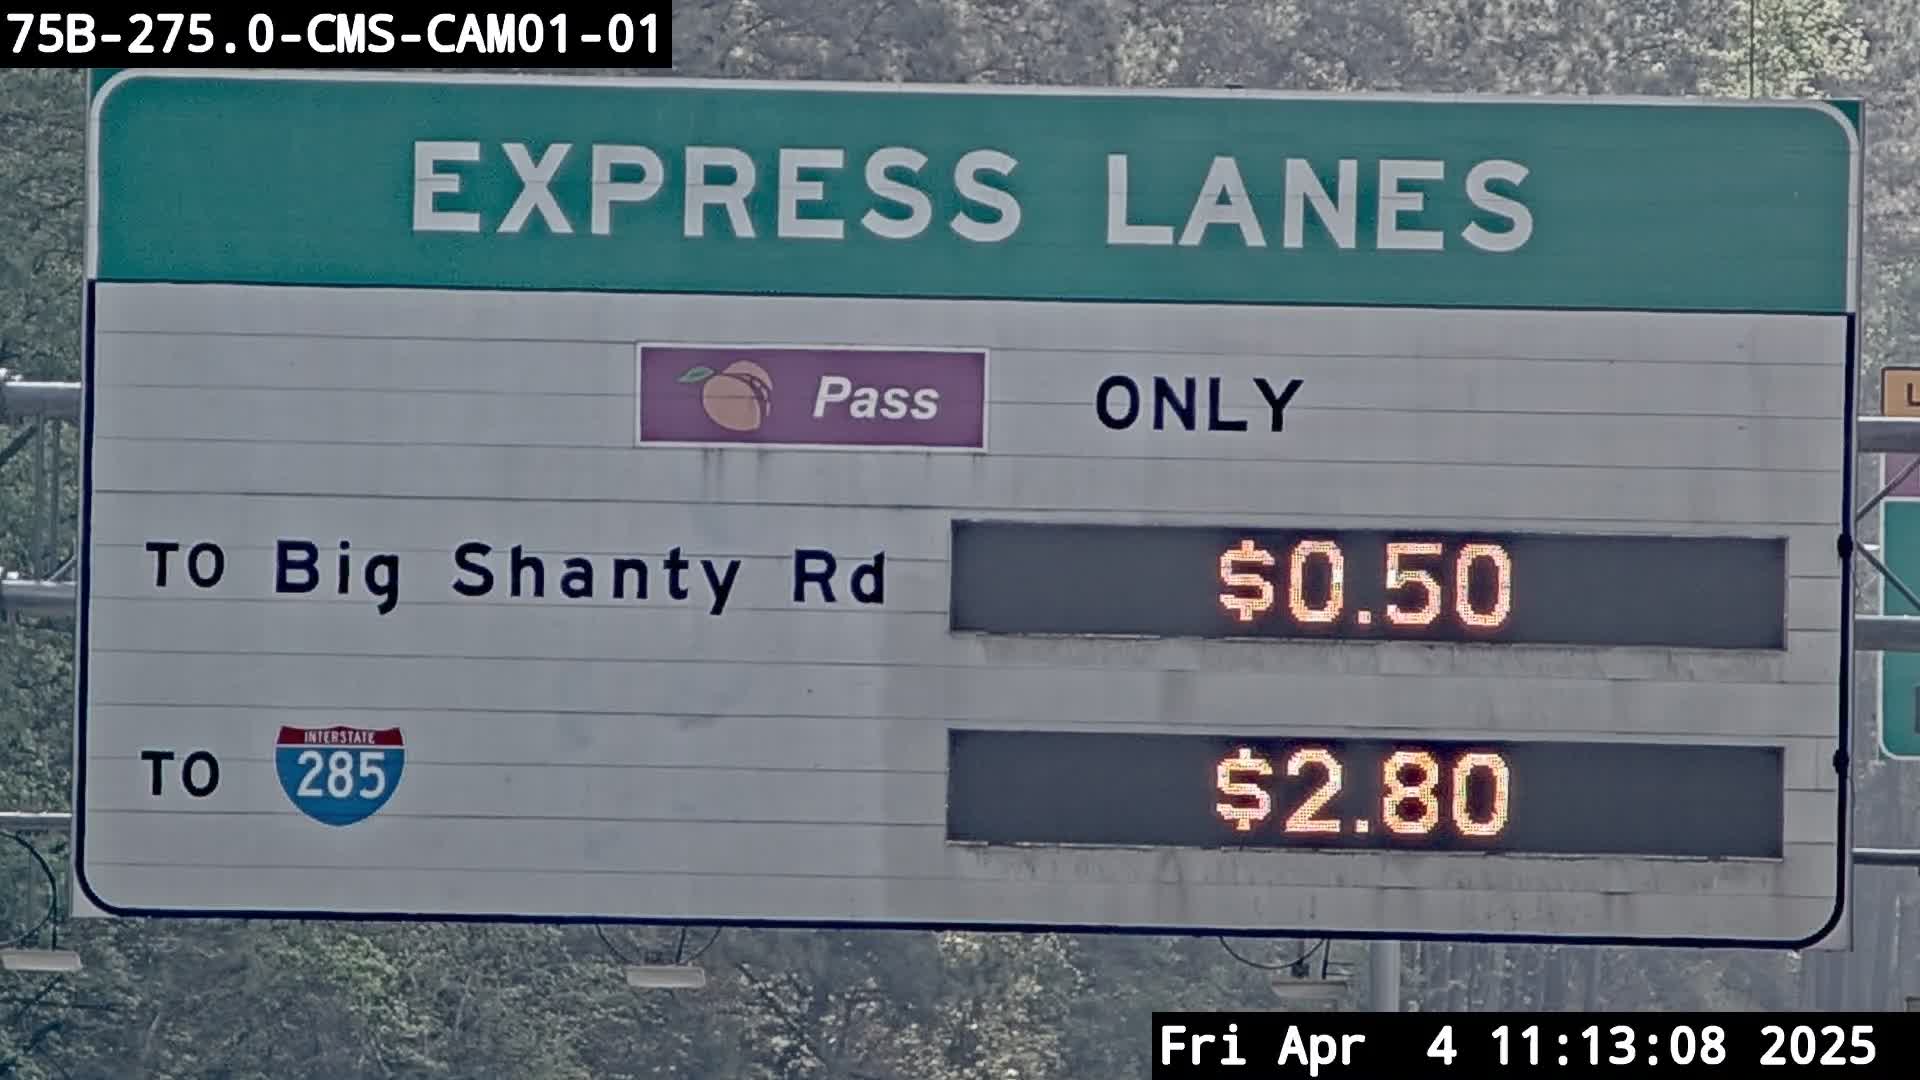 75B-275.0-CMS-CAM01-01
EXPRESS LANES
Pass ONLY
TO Big Shanty Rd $0.50
TO INTERSTATE 285 $2.80
Fri Apr 4 11:13:08 2025